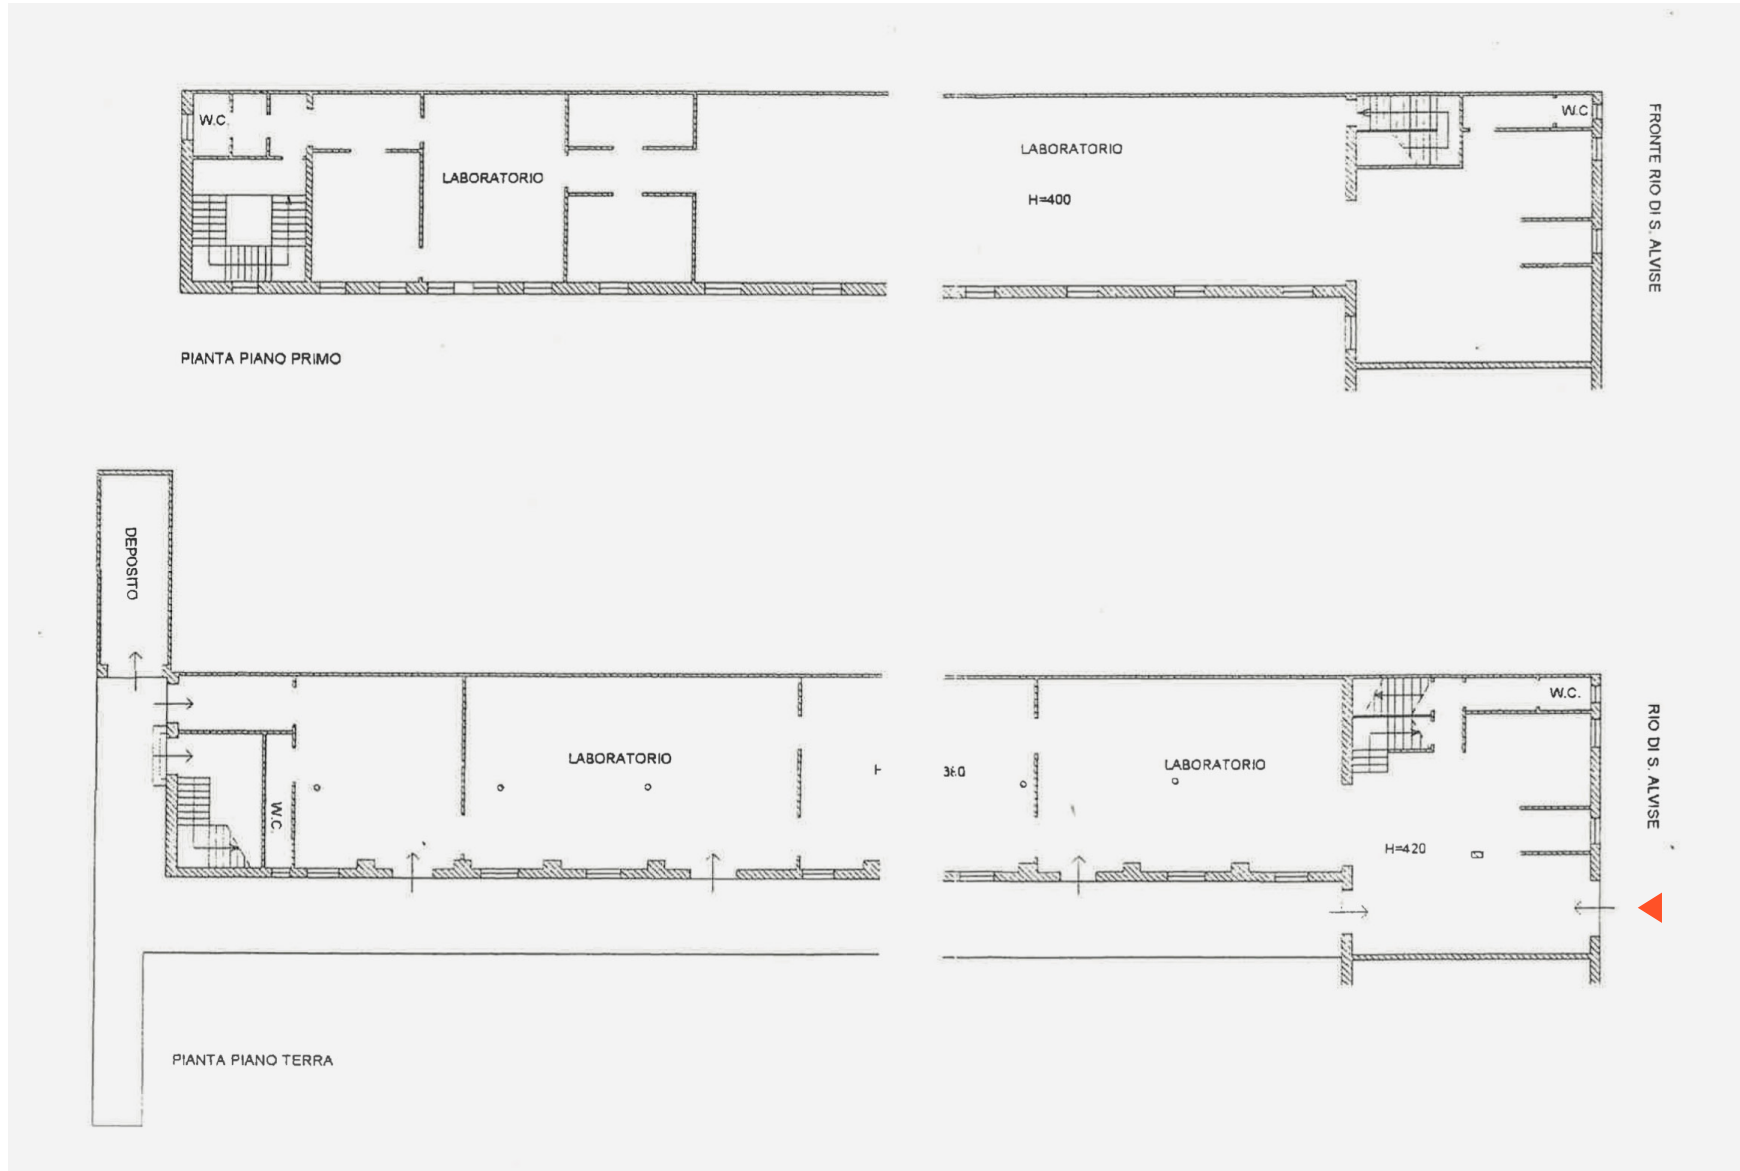 W.C.
LABORATORIO
LABORATORIO
H=400
W.C
FRONTE RIO DI S. ALVISE
PIANTA PIANO PRIMO
DEPOSITO
W.C.
LABORATORIO
H
360
LABORATORIO
W.C.
H=420
RIO DI S. ALVISE
PIANTA PIANO TERRA